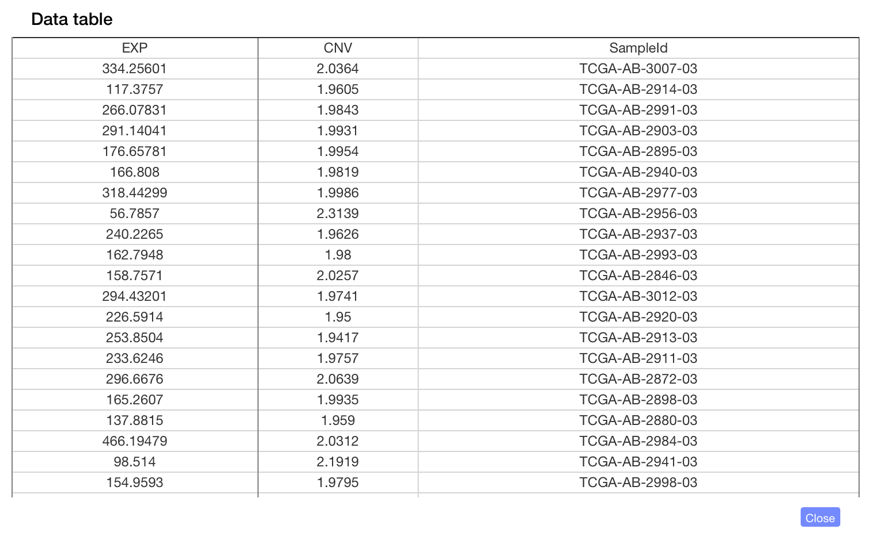 Data table
EXP CNV SampleId
334.25601 2.0364 TCGA-AB-3007-03
117.3757 1.9605 TCGA-AB-2914-03
266.07831 1.9843 TCGA-AB-2991-03
291.14041 1.9931 TCGA-AB-2903-03
176.65781 1.9954 TCGA-AB-2895-03
166.808 1.9819 TCGA-AB-2940-03
318.44299 1.9986 TCGA-AB-2977-03
56.7857 2.3139 TCGA-AB-2956-03
240.2265 1.9626 TCGA-AB-2937-03
162.7948 1.98 TCGA-AB-2993-03
158.7571 2.0257 TCGA-AB-2846-03
294.43201 1.9741 TCGA-AB-3012-03
226.5914 1.95 TCGA-AB-2920-03
253.8504 1.9417 TCGA-AB-2913-03
233.6246 1.9757 TCGA-AB-2911-03
296.6676 2.0639 TCGA-AB-2872-03
165.2607 1.9935 TCGA-AB-2898-03
137.8815 1.959 TCGA-AB-2880-03
466.19479 2.0312 TCGA-AB-2984-03
98.514 2.1919 TCGA-AB-2941-03
154.9593 1.9795 TCGA-AB-2998-03
Close